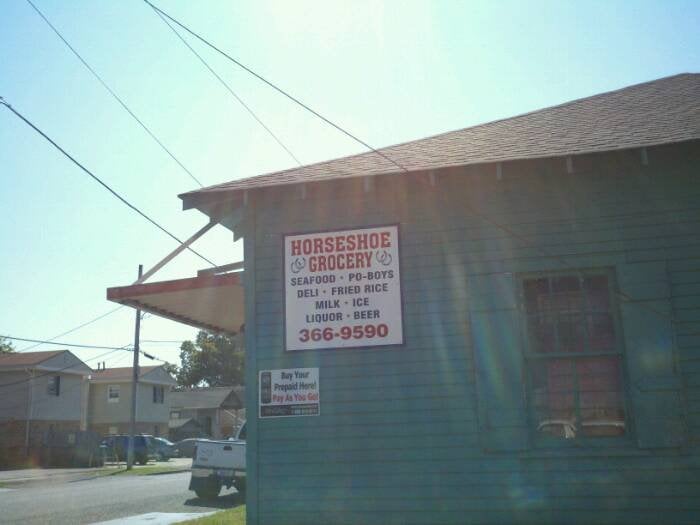 HORSESHOE
GROCERY
SEAFOOD • PO-BOYS
DELI • FRIED RICE
MILK • ICE
LIQUOR • BEER
366-9590
Buy Your
Prepaid Here!
Pay As You Go!